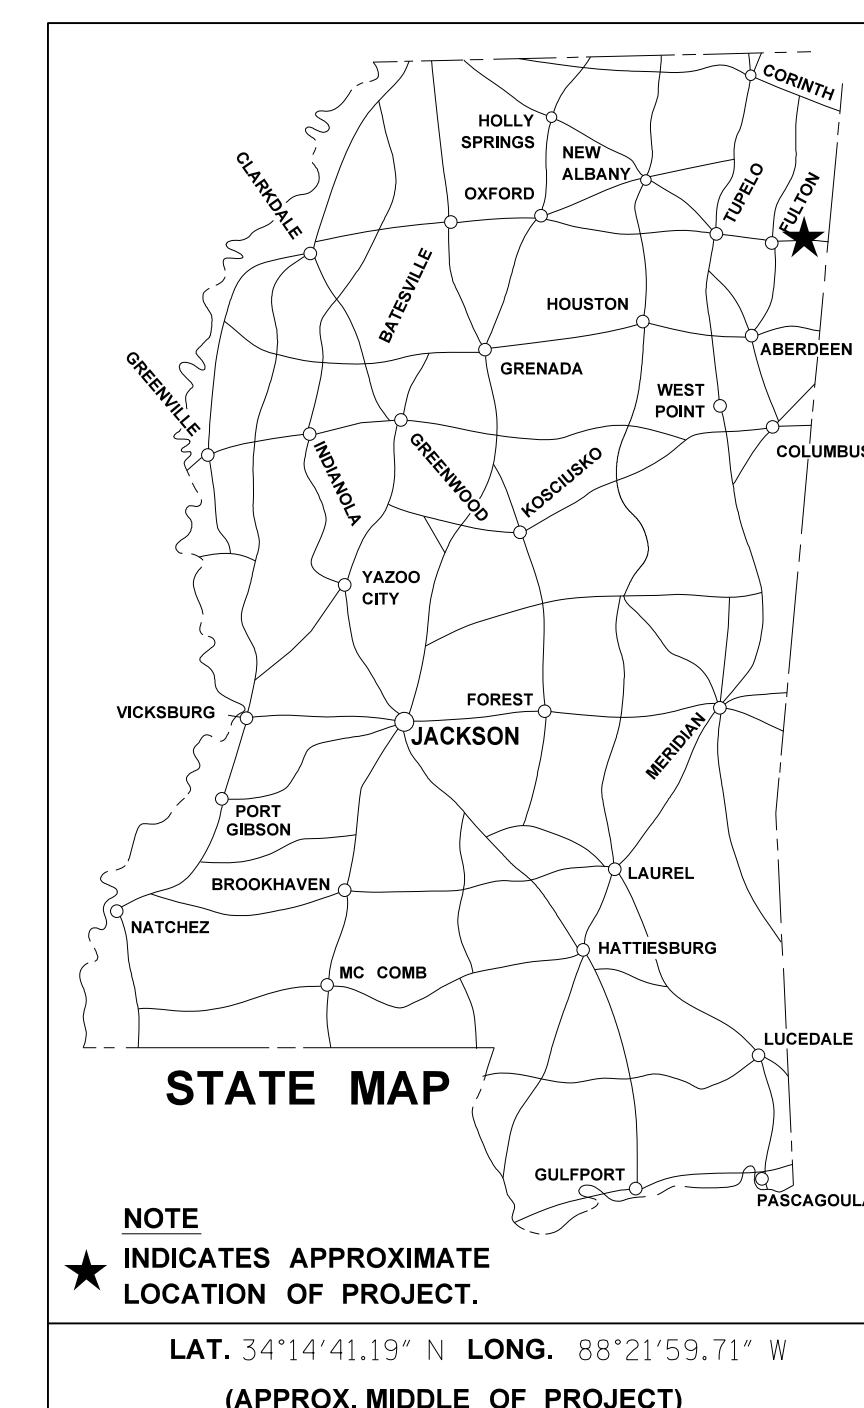 CORINTH
HOLLY
SPRINGS
NEW
ALBANY
CLARKDALE
OXFORD
TUPELO
FULTON
BATESVILLE
HOUSTON
ABERDEEN
GREENVILLE
GRENADA
WEST
POINT
COLUMBUS
INDIANOLA
GREENWOOD
KOSCIUSKO
YAZOO
CITY
VICKSBURG
FOREST
JACKSON
MERIDIAN
PORT
GIBSON
LAUREL
BROOKHAVEN
NATCHEZ
HATTIESBURG
MC COMB
LUCEDALE
STATE MAP
GULFPORT
PASCAGOULA
NOTE
INDICATES APPROXIMATE
LOCATION OF PROJECT.
LAT. 34°14'41.19" N LONG. 88°21'59.71" W
(APPROX. MIDDLE OF PROJECT)